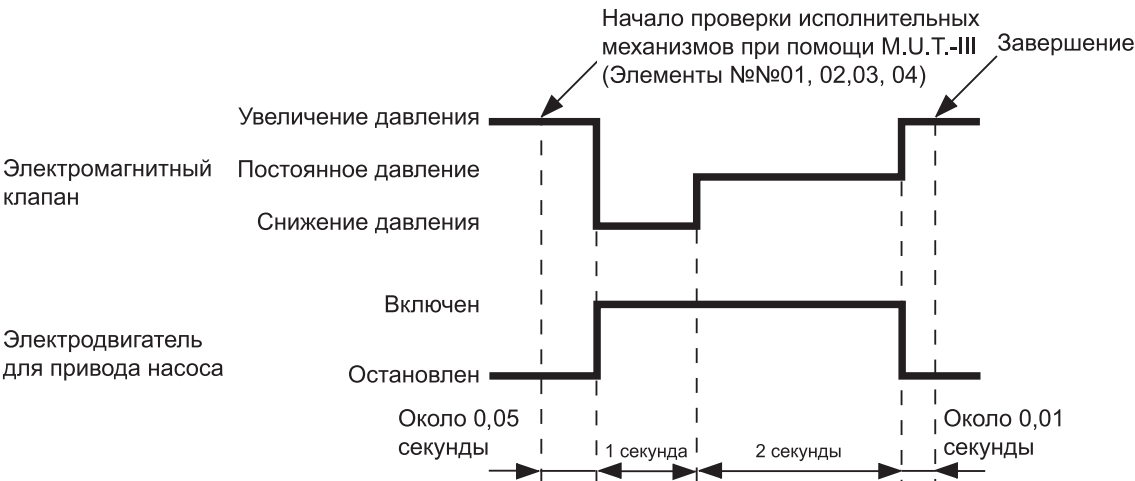 Начало проверки исполнительных
механизмов при помощи M.U.T.-III
(Элементы №№01, 02,03, 04)
Завершение
Увеличение давления
Электромагнитный
клапан
Постоянное давление
Снижение давления
Включен
Электродвигатель
для привода насоса
Остановлен
Около 0,05
секунды
1 секунда
2 секунды
Около 0,01
секунды